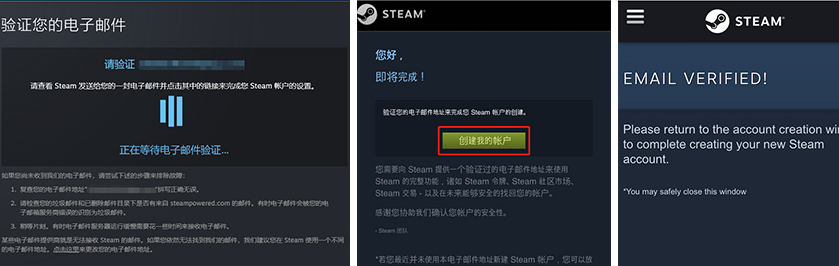 验证您的电子邮件
请验证
请查看 Steam 发送给您的一封电子邮件并点击其中的链接来完成您 Steam 帐户的设置。
正在等待电子邮件验证...
如果您尚未收到我们的电子邮件，请尝试以下的步骤来排除故障：
1. 复查您的电子邮件地址“ ”拼写正确无误。
2. 请检查您的垃圾邮件和已删除邮件目录下是否有来自 steampowered.com 的邮件。有时电子邮件会被您的电
子邮箱服务商错误的识别为垃圾邮件。
3. 稍等片刻。有时电子邮件服务器运行缓慢需要花一些时间来接收电子邮件。
某些电子邮件提供商就是无法接收 Steam 的邮件。如果您依然无法找到我们的邮件，我们建议您在 Steam 使用一个不同
的电子邮件地址。点击这里来更改您的电子邮件地址。
STEAM®
您好，
即将完成！
验证您的电子邮件地址来完成您 Steam 帐户的创建。
创建我的帐户
您需要向 Steam 提供一个验证过的电子邮件地址来使用
Steam 的完整功能，诸如 Steam 令牌、Steam 社区市场、
Steam 交易 - 以及在未来能够安全的找回您的帐户。
感谢您协助我们确认您帐户的安全性。
- Steam 团队
*若您最近并未使用本电子邮件地址新建 Steam 帐户，您可以放
STEAM®
EMAIL VERIFIED!
Please return to the account creation wi
to complete creating your new Steam
account.
*You may safely close this window